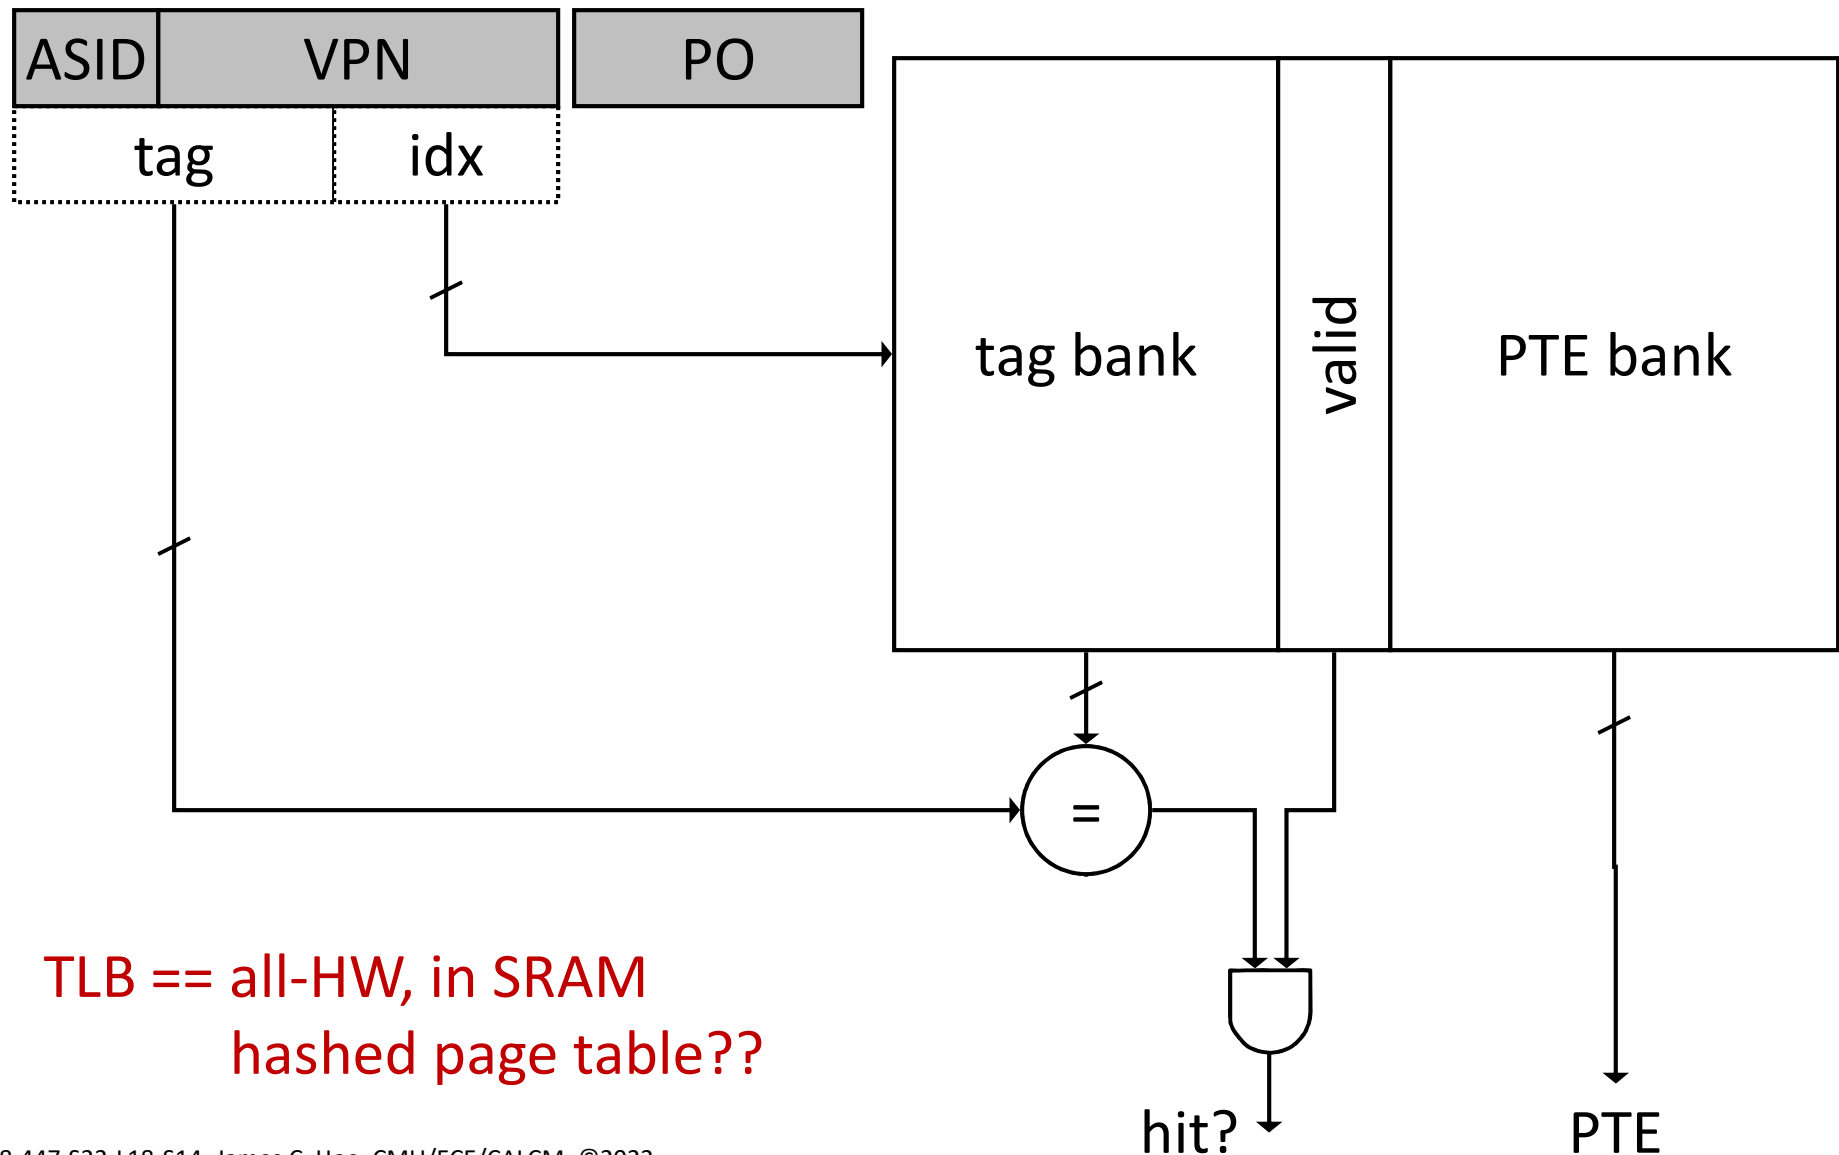 ASID VPN PO
tag idx
tag bank valid PTE bank
=
TLB == all-HW, in SRAM
hashed page table??
hit? PTE